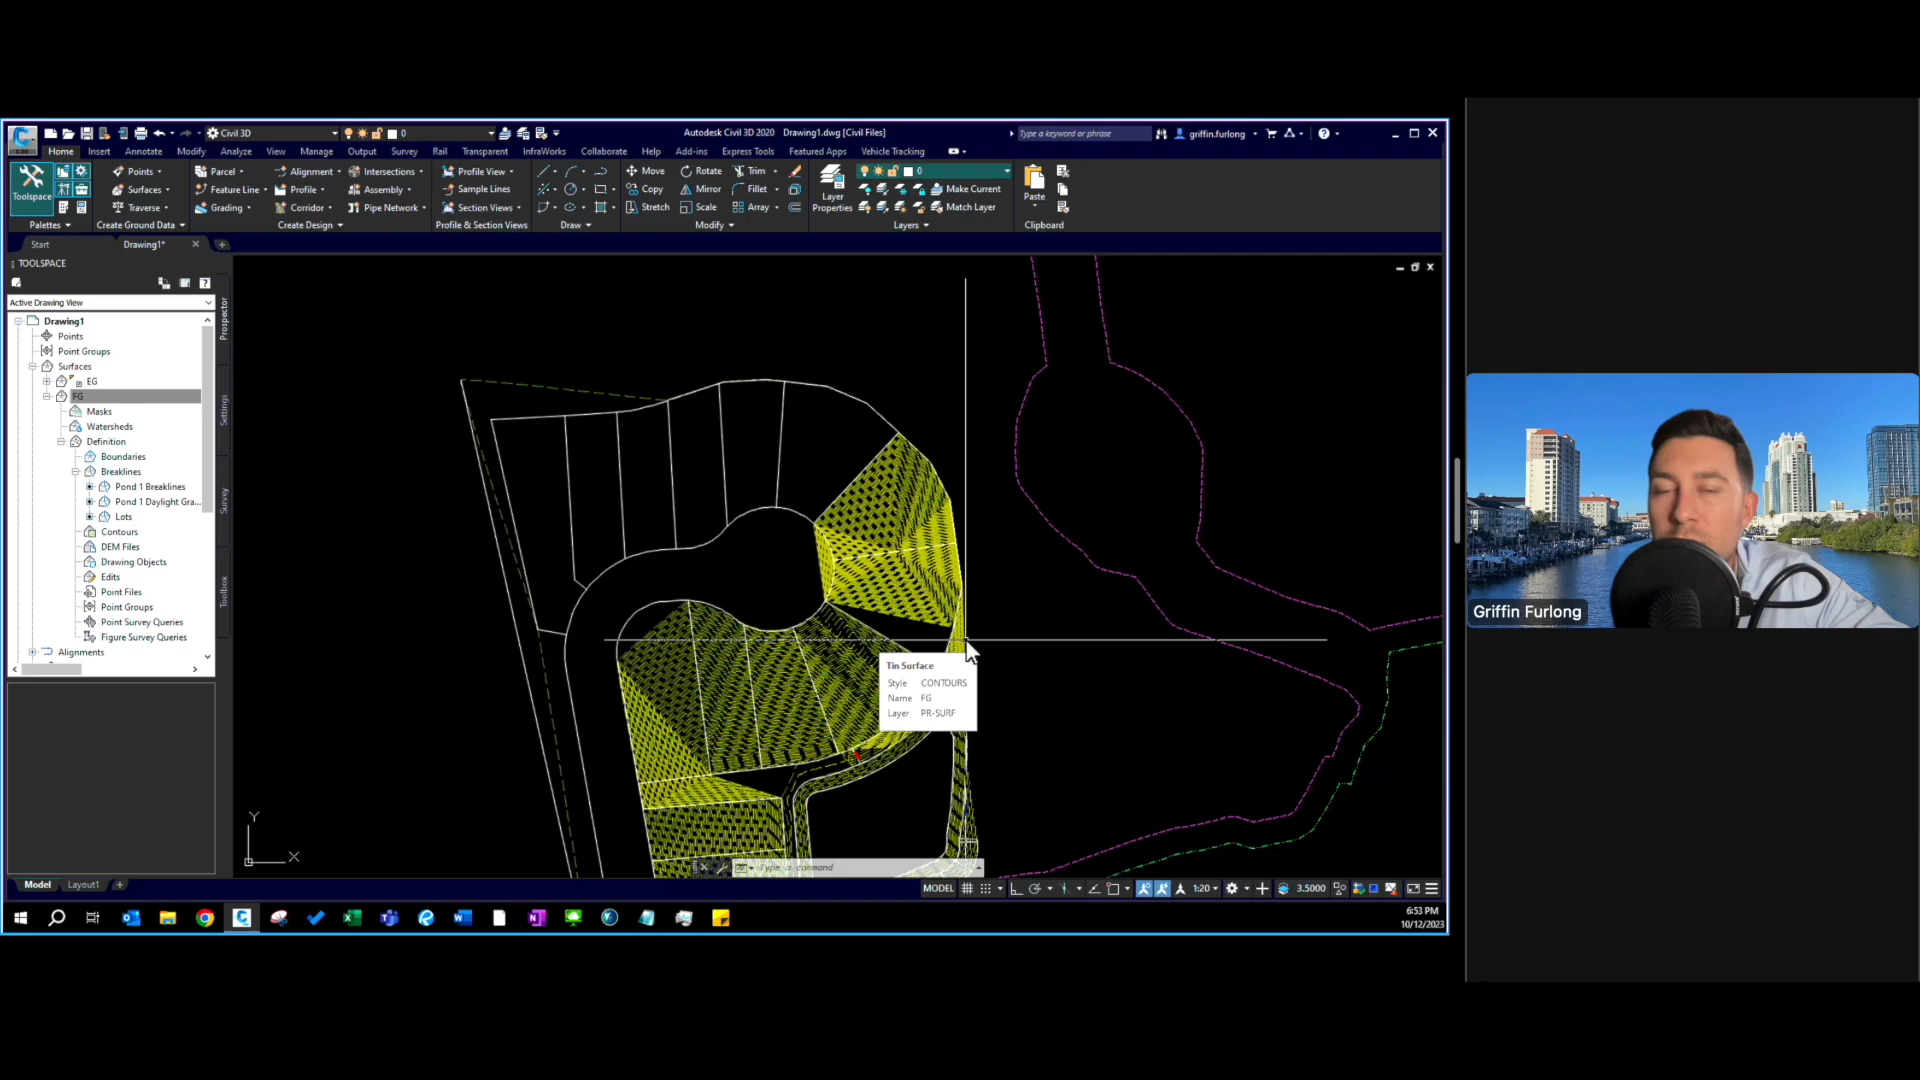 Civil 3D
0
Autodesk Civil 3D 2020 Drawing1.dwg [Civil Files]
Type a keyword or phrase
griffin.furlong
Home Insert Annotate Modify Analyze View Manage Output Survey Rail Transparent InfraWorks Collaborate Help Add-ins Express Tools Featured Apps Vehicle Tracking
Toolspace
Points
Surfaces
Traverse
Parcel
Feature Line
Grading
Alignment
Profile
Corridor
Intersections
Assembly
Pipe Network
Profile View
Sample Lines
Section Views
Move
Copy
Stretch
Rotate
Mirror
Scale
Trim
Fillet
Array
Layer
Properties
0
Make Current
Match Layer
Paste
Palettes Create Ground Data Create Design Profile & Section Views Draw Modify Layers Clipboard
Start Drawing1*
TOOLSPACE
Active Drawing View
Drawing1
Points
Point Groups
Surfaces
EG
FG
Masks
Watersheds
Definition
Boundaries
Breaklines
Pond 1 Breaklines
Pond 1 Daylight Gra...
Lots
Contours
DEM Files
Drawing Objects
Edits
Point Files
Point Groups
Point Survey Queries
Figure Survey Queries
Alignments
Prospector
Settings
Survey
Toolbox
Tin Surface
Style CONTOURS
Name FG
Layer PR-SURF
Y
X
Type a command
Model Layout1
MODEL
1:20
3.5000
6:53 PM
10/12/2023
Griffin Furlong